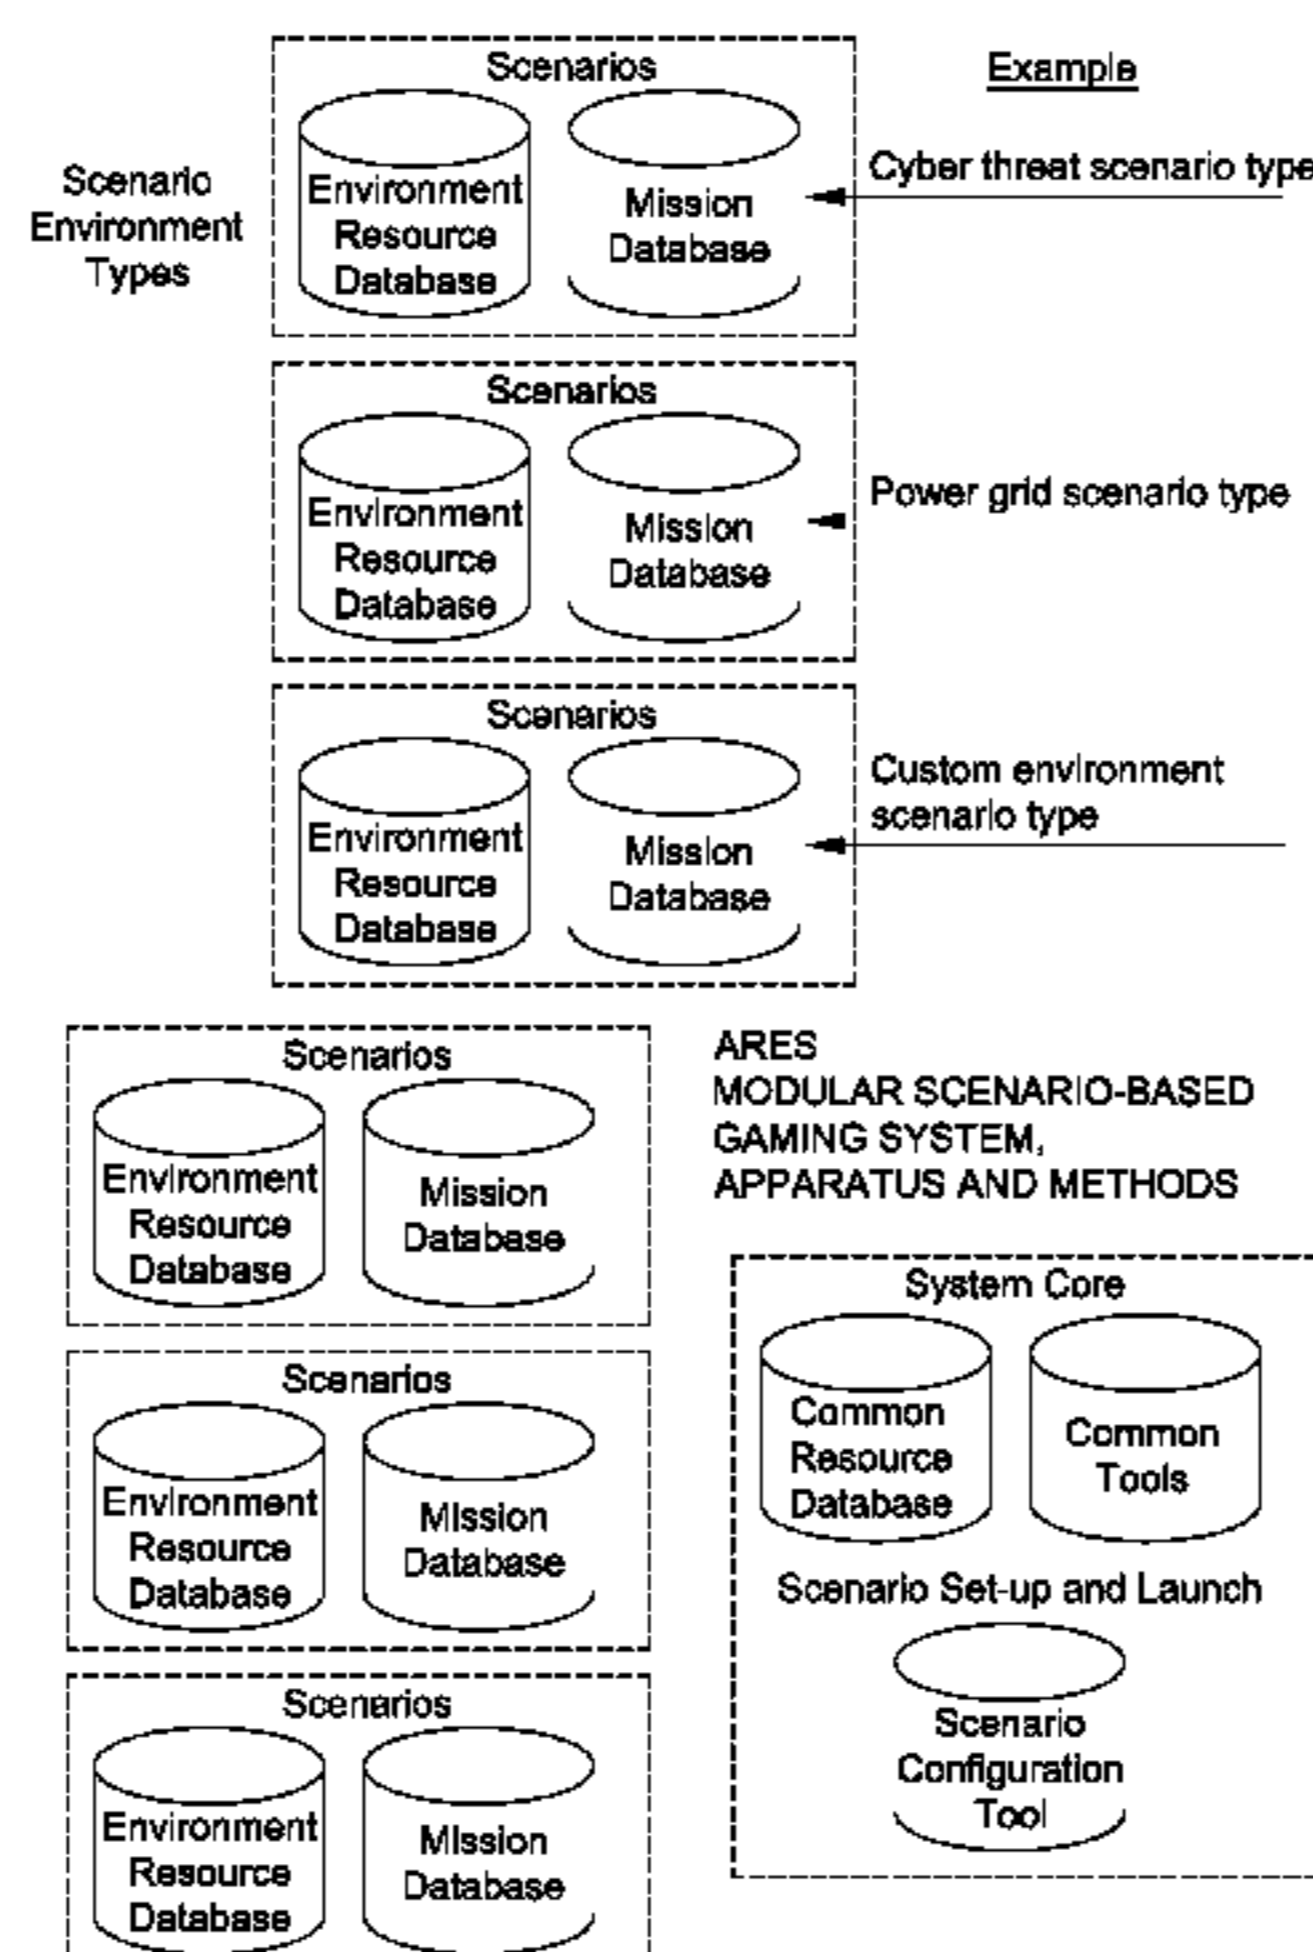 Scenarios
Example
Scenario
Environment
Types
Environment
Resource
Database
Mission
Database
Cyber threat scenario type
Scenarios
Environment
Resource
Database
Mission
Database
Power grid scenario type
Scenarios
Environment
Resource
Database
Mission
Database
Custom environment
scenario type
Scenarios
Environment
Resource
Database
Mission
Database
ARES
MODULAR SCENARIO-BASED
GAMING SYSTEM,
APPARATUS AND METHODS
Scenarios
Environment
Resource
Database
Mission
Database
Scenarios
Environment
Resource
Database
Mission
Database
System Core
Common
Resource
Database
Common
Tools
Scenario Set-up and Launch
Scenario
Configuration
Tool